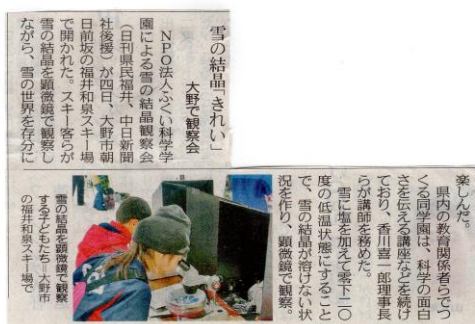 雪の結晶「きれい」
大野で観察会
NPO法人ふくい科学学
園による雪の結晶観察会
(日刊県民福井、中日新聞
社後援)が四日、大野市朝
日前坂の福井和泉スキー場
で開かれた。スキー客らが
雪の結晶を顕微鏡で観察し
ながら、雪の世界を存分に
楽しんだ。
県内の教育関係者らでつ
くる同学園は、科学の面白
さを伝える講座などを続け
ており、香川喜一郎理事長
らが講師を務めた。
雪に塩を加えて零下二〇
度の低温状態にすること
で、雪の結晶が溶けない状
況を作り、顕微鏡で観察。
雪の結晶を顕微鏡で観察
する子どもたち=大野市
の福井和泉スキー場で